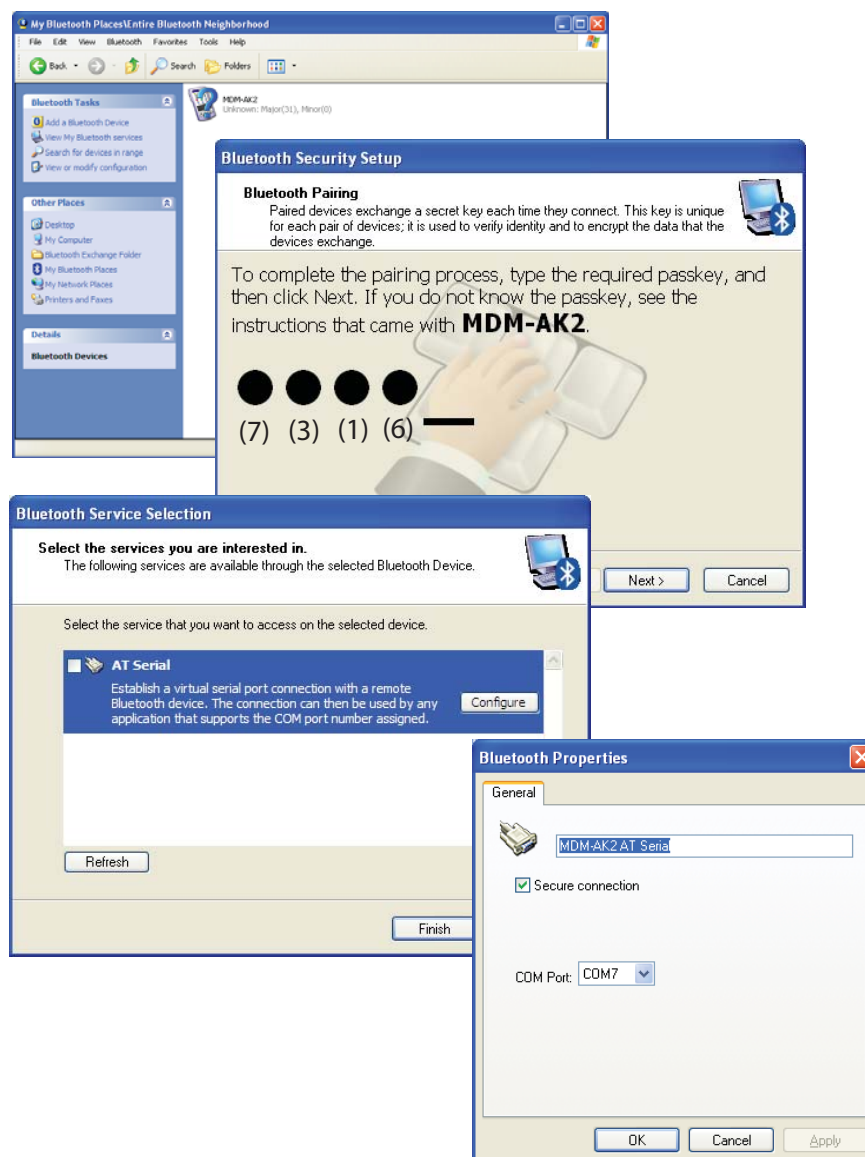 My Bluetooth Places\Entire Bluetooth Neighborhood
File Edit View Bluetooth Favorites Tools Help
Back Search Folders
Bluetooth Tasks
Add a Bluetooth Device
View My Bluetooth services
Search for devices in range
View or modify configuration
Other Places
Desktop
My Computer
Bluetooth Exchange Folder
My Bluetooth Places
My Network Places
Printers and Faxes
Details
Bluetooth Devices
MDM-AK2
Unknown: Major(31), Minor(0)
Bluetooth Security Setup
Bluetooth Pairing
Paired devices exchange a secret key each time they connect. This key is unique
for each pair of devices; it is used to verify identity and to encrypt the data that the
devices exchange.
To complete the pairing process, type the required passkey, and
then click Next. If you do not know the passkey, see the
instructions that came with MDM-AK2.
(7) (3) (1) (6)
Next > Cancel
Bluetooth Service Selection
Select the services you are interested in.
The following services are available through the selected Bluetooth Device.
Select the service that you want to access on the selected device.
AT Serial
Establish a virtual serial port connection with a remote
Bluetooth device. The connection can then be used by any
application that supports the COM port number assigned.
Configure
Refresh
Finish
Bluetooth Properties
General
MDM-AK2 AT Serial
Secure connection
COM Port: COM7
OK Cancel Apply